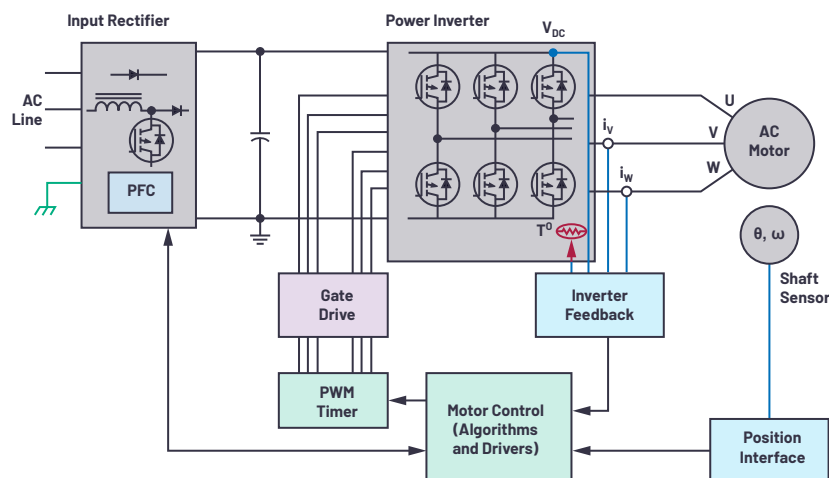 Input Rectifier
Power Inverter
VDC
AC
Line
PFC
U
iV
V
iW
W
AC
Motor
T⁰
θ, ω
Shaft
Sensor
Gate
Drive
Inverter
Feedback
PWM
Timer
Motor Control
(Algorithms
and Drivers)
Position
Interface